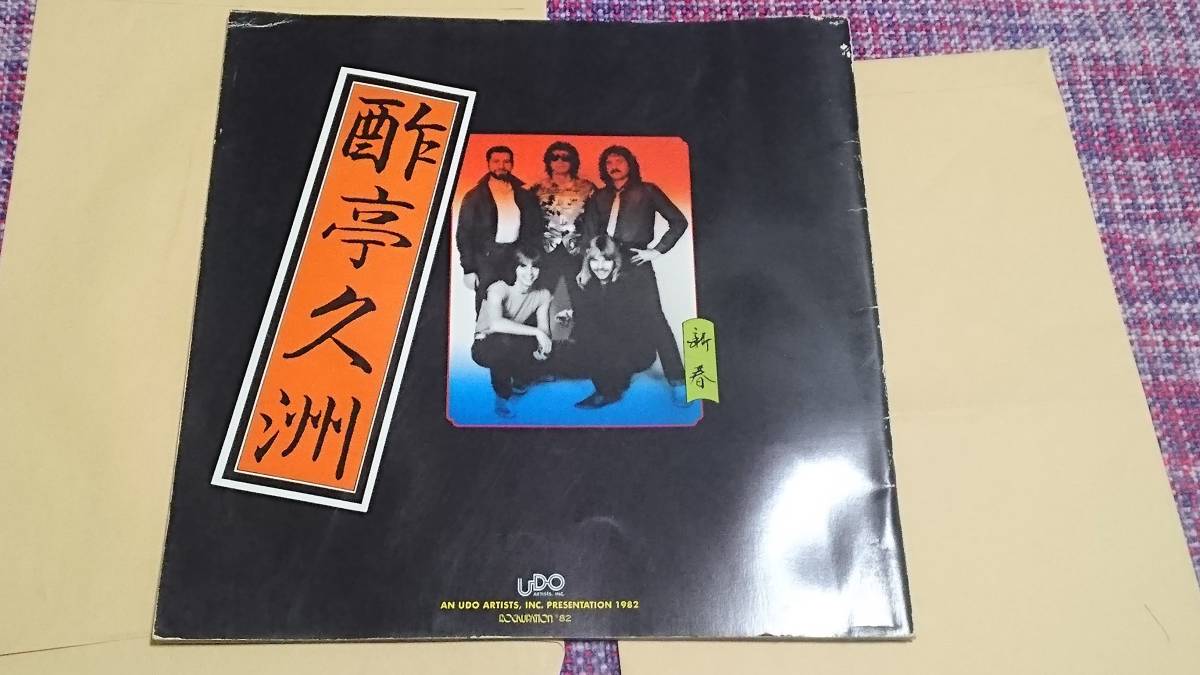 酢亭久洲
新春
UDO
ARTISTS, INC.
AN UDO ARTISTS, INC. PRESENTATION 1982
ROCKUPATION '82